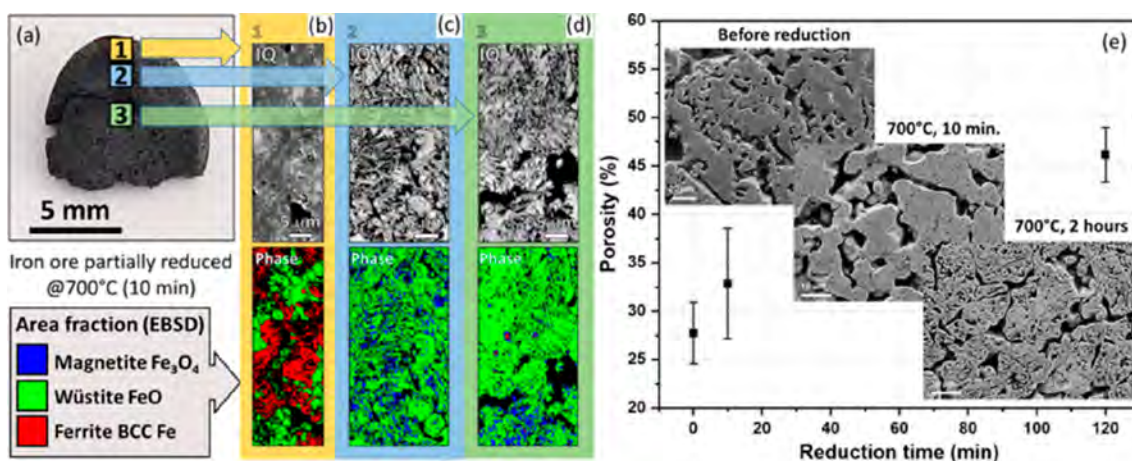 (a)
1
2
3
5 mm
Iron ore partially reduced
@700°C (10 min)
Area fraction (EBSD)
Magnetite Fe₃O₄
Wüstite FeO
Ferrite BCC Fe
(b)
1
IQ
5 µm
Phase
(c)
2
IQ
Phase
(d)
3
IQ
Phase
(e)
Before reduction
700°C, 10 min.
700°C, 2 hours
Porosity (%)
60
55
50
45
40
35
30
25
20
0
20
40
60
80
100
120
Reduction time (min)